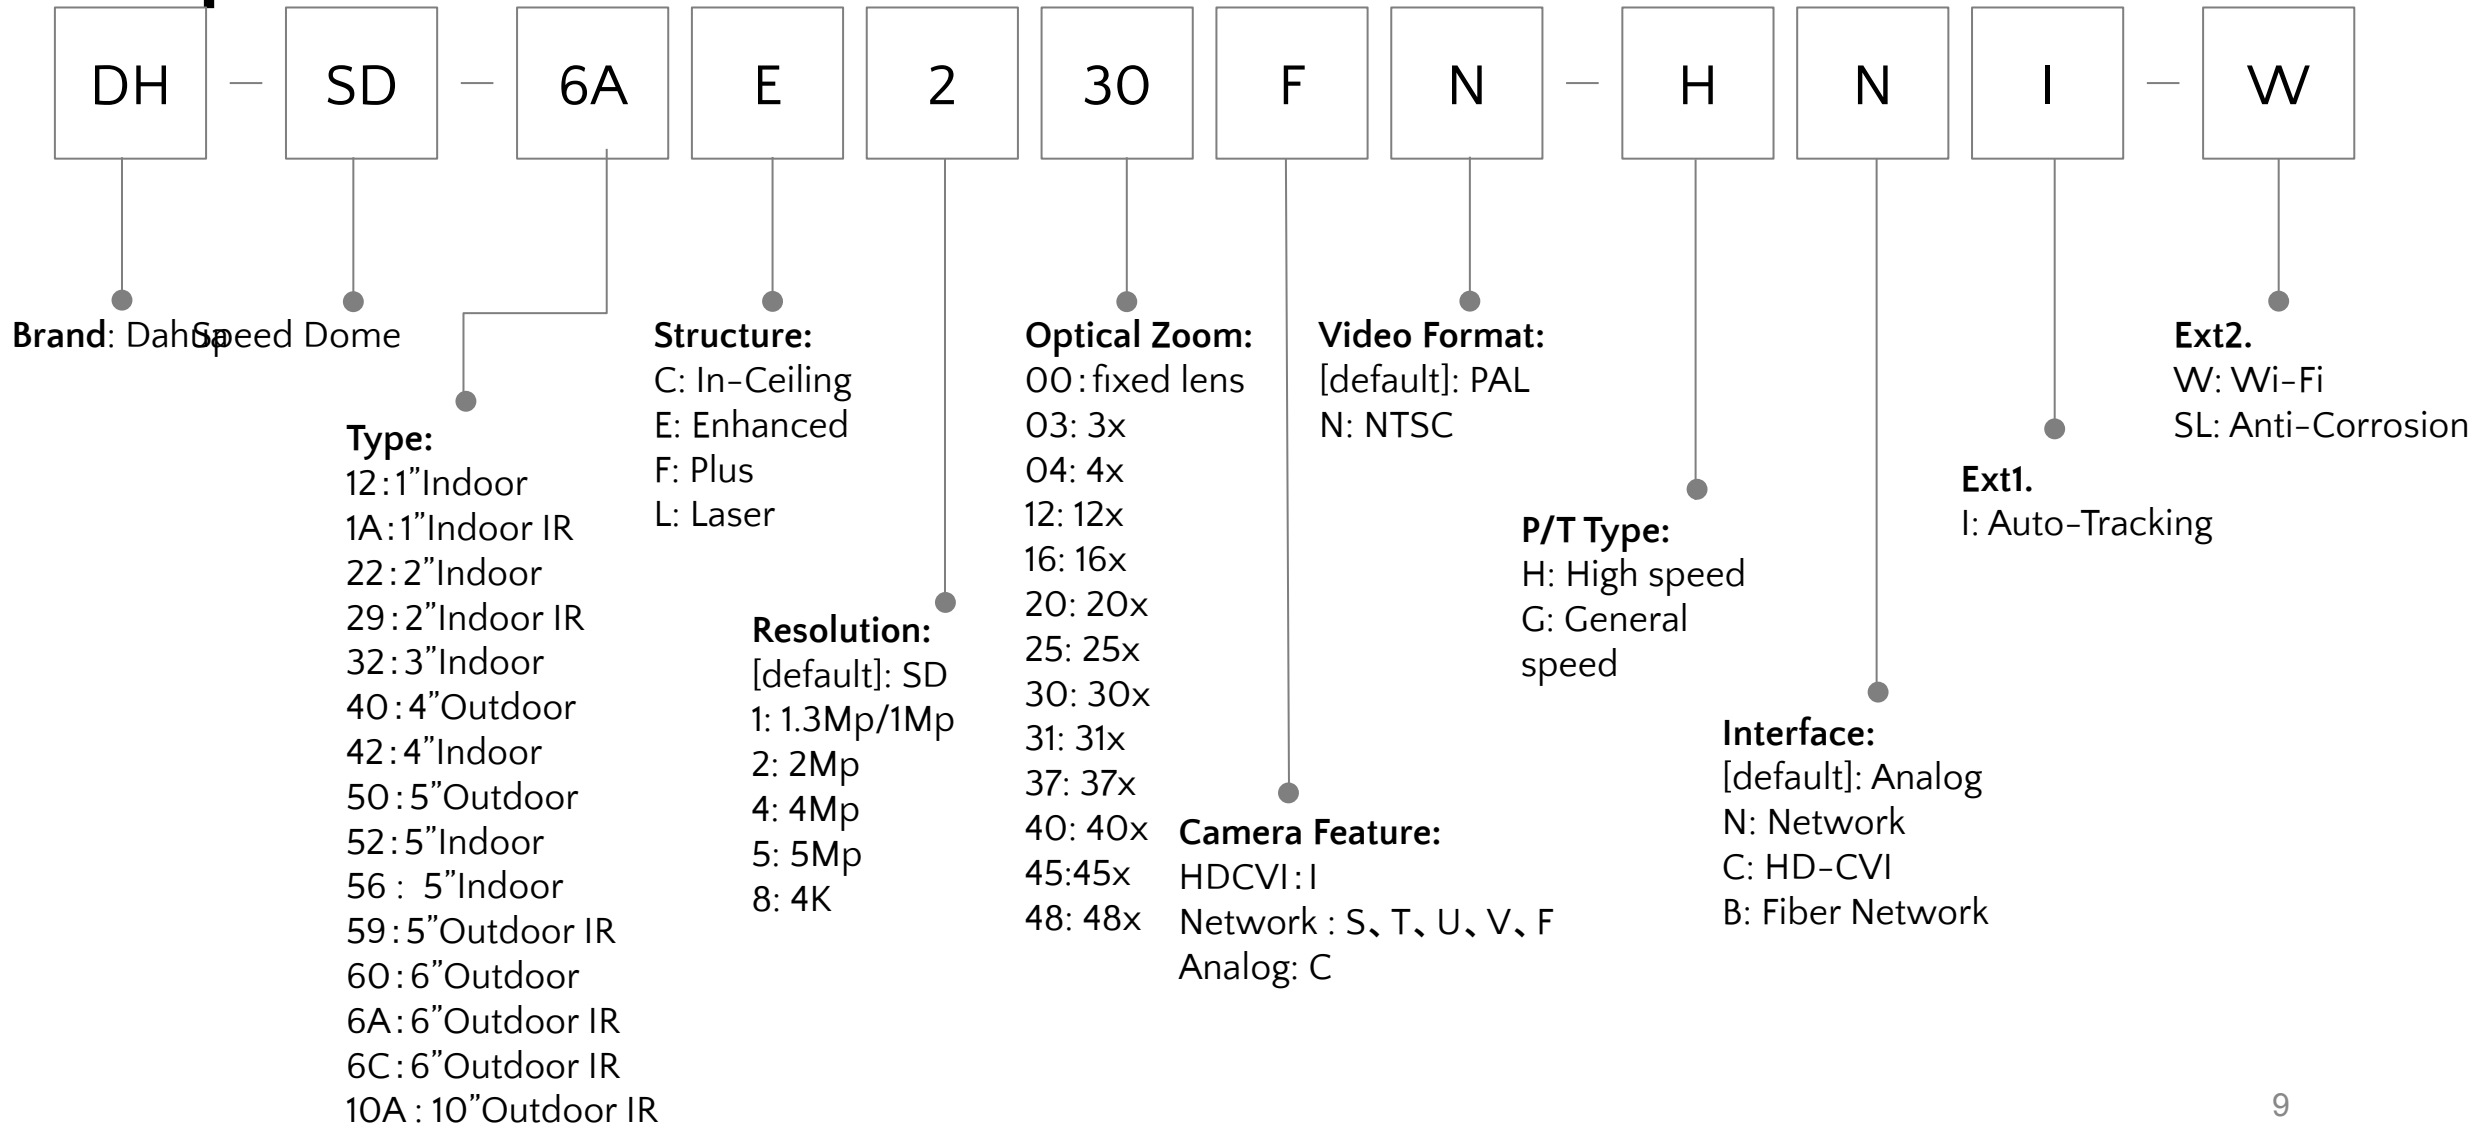 DH – SD – 6A E 2 30 F N – H N I – W
Brand: Dahua
Speed Dome
Type:
12:1”Indoor
1A:1”Indoor IR
22:2”Indoor
29:2”Indoor IR
32:3”Indoor
40:4”Outdoor
42:4”Indoor
50:5”Outdoor
52:5”Indoor
56 : 5”Indoor
59:5”Outdoor IR
60:6”Outdoor
6A:6”Outdoor IR
6C:6”Outdoor IR
10A : 10”Outdoor IR
Structure:
C: In-Ceiling
E: Enhanced
F: Plus
L: Laser
Resolution:
[default]: SD
1: 1.3Mp/1Mp
2: 2Mp
4: 4Mp
5: 5Mp
8: 4K
Optical Zoom:
00:fixed lens
03: 3x
04: 4x
12: 12x
16: 16x
20: 20x
25: 25x
30: 30x
31: 31x
37: 37x
40: 40x
45:45x
48: 48x
Camera Feature:
HDCVI:I
Network : S、T、U、V、F
Analog: C
Video Format:
[default]: PAL
N: NTSC
P/T Type:
H: High speed
G: General
speed
Interface:
[default]: Analog
N: Network
C: HD-CVI
B: Fiber Network
Ext1.
I: Auto-Tracking
Ext2.
W: Wi-Fi
SL: Anti-Corrosion
9